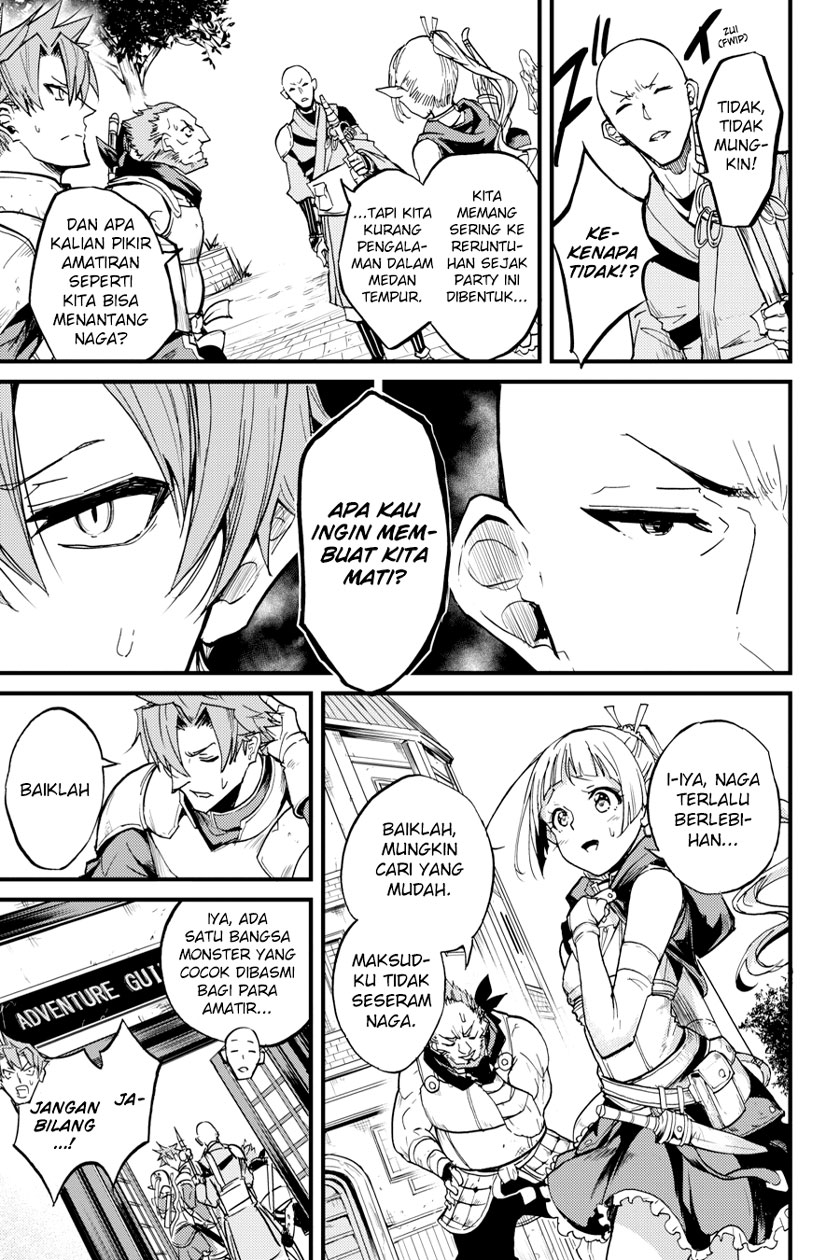 ZUI
(FWIP)
TIDAK,
TIDAK
MUNG-
KIN!
KE-
KENAPA
TIDAK!?
KITA
MEMANG
SERING KE
RERUNTU-
HAN SEJAK
PARTY INI
DIBENTUK...
...TAPI KITA
KURANG
PENGALA-
MAN DALAM
MEDAN
TEMPUR.
DAN APA
KALIAN PIKIR
AMATIRAN
SEPERTI
KITA BISA
MENANTANG
NAGA?
APA KAU
INGIN MEM-
BUAT KITA
MATI?
I-IYA, NAGA
TERLALU
BERLEBI-
HAN...
BAIKLAH,
MUNGKIN
CARI YANG
MUDAH.
MAKSUD-
KU TIDAK
SESERAM
NAGA.
BAIKLAH
IYA, ADA
SATU BANGSA
MONSTER YANG
COCOK DIBASMI
BAGI PARA
AMATIR...
ADVENTURE GUI
JA-
JANGAN
BILANG
...!